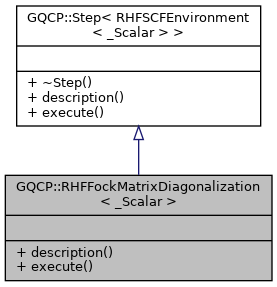 GQCP::Step< RHFSCFEnvironment
< _Scalar > >
+ ~Step()
+ description()
+ execute()
GQCP::RHFFockMatrixDiagonalization
< _Scalar >
+ description()
+ execute()